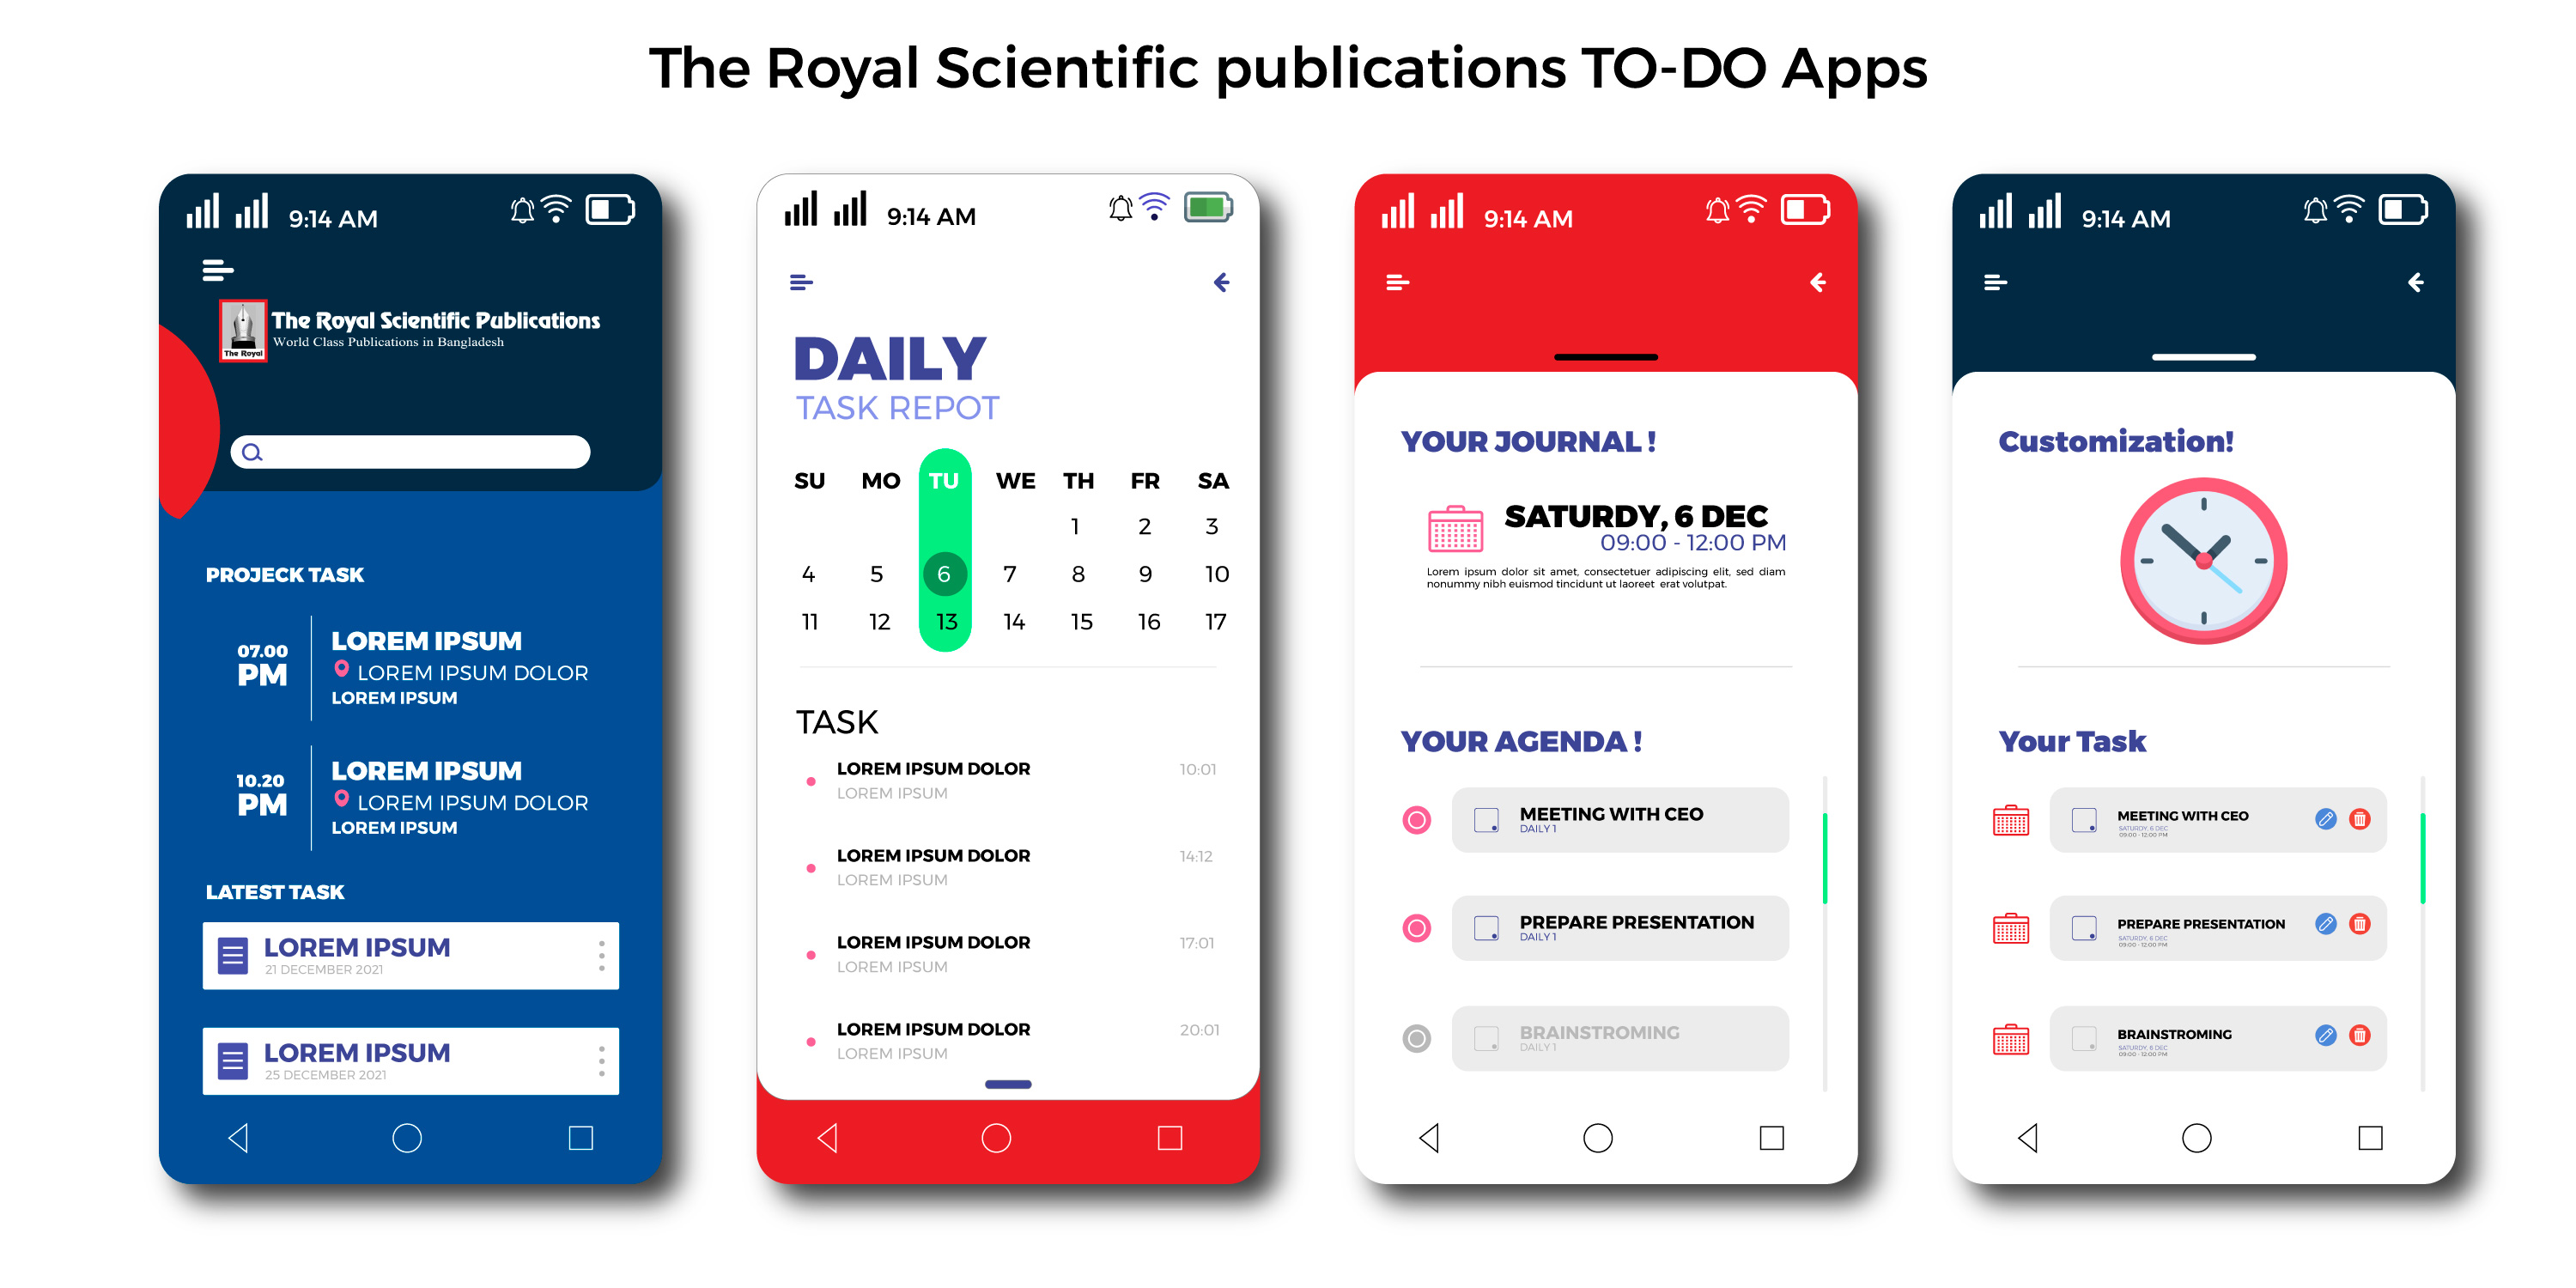 The Royal Scientific publications TO-DO Apps
9:14 AM
The Royal
The Royal Scientific Publications
World Class Publications in Bangladesh
PROJECK TASK
07.00
PM
LOREM IPSUM
LOREM IPSUM DOLOR
LOREM IPSUM
10.20
PM
LOREM IPSUM
LOREM IPSUM DOLOR
LOREM IPSUM
LATEST TASK
LOREM IPSUM
21 DECEMBER 2021
LOREM IPSUM
25 DECEMBER 2021
9:14 AM
DAILY
TASK REPOT
SU MO TU WE TH FR SA
1 2 3
4 5 6 7 8 9 10
11 12 13 14 15 16 17
TASK
LOREM IPSUM DOLOR 10:01
LOREM IPSUM
LOREM IPSUM DOLOR 14:12
LOREM IPSUM
LOREM IPSUM DOLOR 17:01
LOREM IPSUM
LOREM IPSUM DOLOR 20:01
LOREM IPSUM
9:14 AM
YOUR JOURNAL !
SATURDY, 6 DEC
09:00 - 12:00 PM
Lorem ipsum dolor sit amet, consectetuer adipiscing elit, sed diam
nonummy nibh euismod tincidunt ut laoreet erat volutpat.
YOUR AGENDA !
MEETING WITH CEO
DAILY 1
PREPARE PRESENTATION
DAILY 1
BRAINSTROMING
DAILY 1
9:14 AM
Customization!
Your Task
MEETING WITH CEO
SATURDY, 6 DEC
09:00 - 12:00 PM
PREPARE PRESENTATION
SATURDY, 6 DEC
09:00 - 12:00 PM
BRAINSTROMING
SATURDY, 6 DEC
09:00 - 12:00 PM